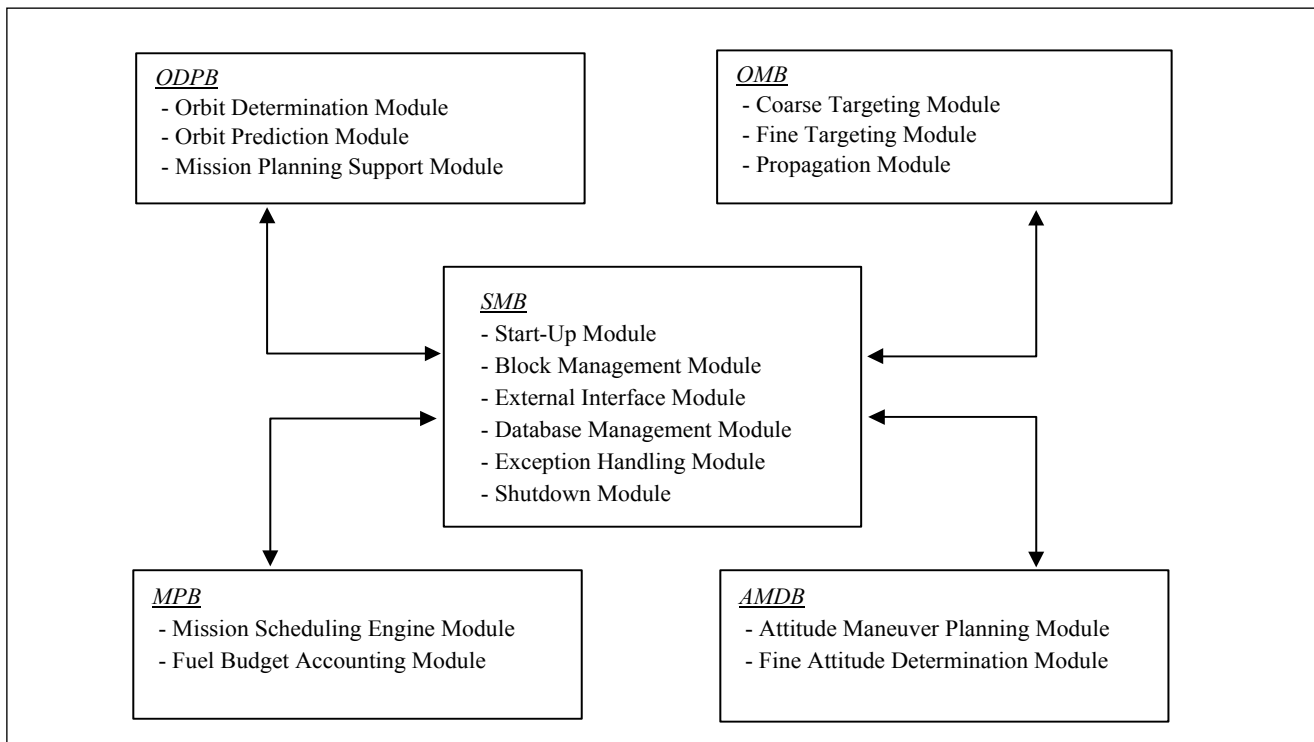 ODPB
- Orbit Determination Module
- Orbit Prediction Module
- Mission Planning Support Module
OMB
- Coarse Targeting Module
- Fine Targeting Module
- Propagation Module
SMB
- Start-Up Module
- Block Management Module
- External Interface Module
- Database Management Module
- Exception Handling Module
- Shutdown Module
MPB
- Mission Scheduling Engine Module
- Fuel Budget Accounting Module
AMDB
- Attitude Maneuver Planning Module
- Fine Attitude Determination Module